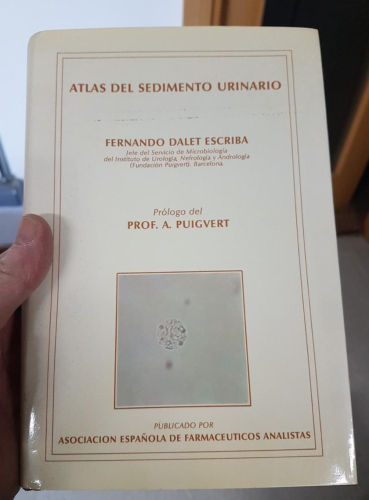 ATLAS DEL SEDIMENTO URINARIO
FERNANDO DALET ESCRIBA
Jefe del Servicio de Microbiología
del Instituto de Urología, Nefrología y Andrología
(Fundación Puigvert). Barcelona.
Prólogo del
PROF. A. PUIGVERT
PUBLICADO POR
ASOCIACION ESPAÑOLA DE FARMACEUTICOS ANALISTAS